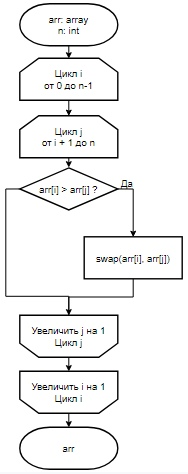 arr: array
n: int
Цикл i
от 0 до n-1
Цикл j
от i + 1 до n
arr[i] > arr[j] ?
Да
swap(arr[i], arr[j])
Увеличить j на 1
Цикл j
Увеличить i на 1
Цикл i
arr